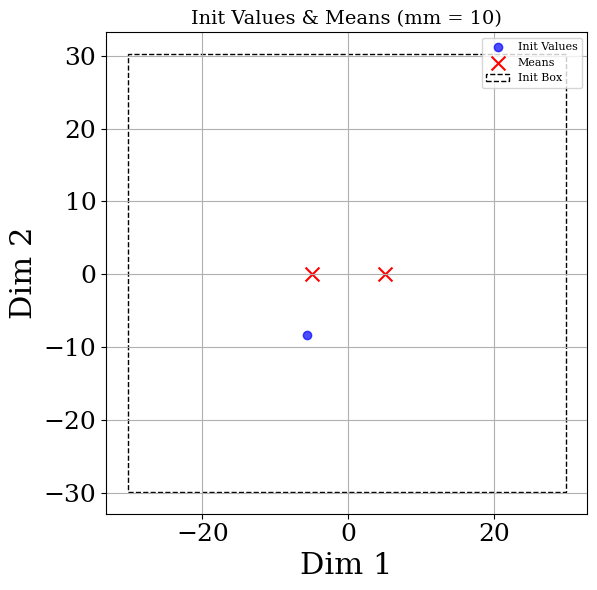 Init Values & Means (mm = 10)
Init Values
Means
Init Box
30
20
10
0
−10
−20
−30
Dim 2
−20 0 20
Dim 1